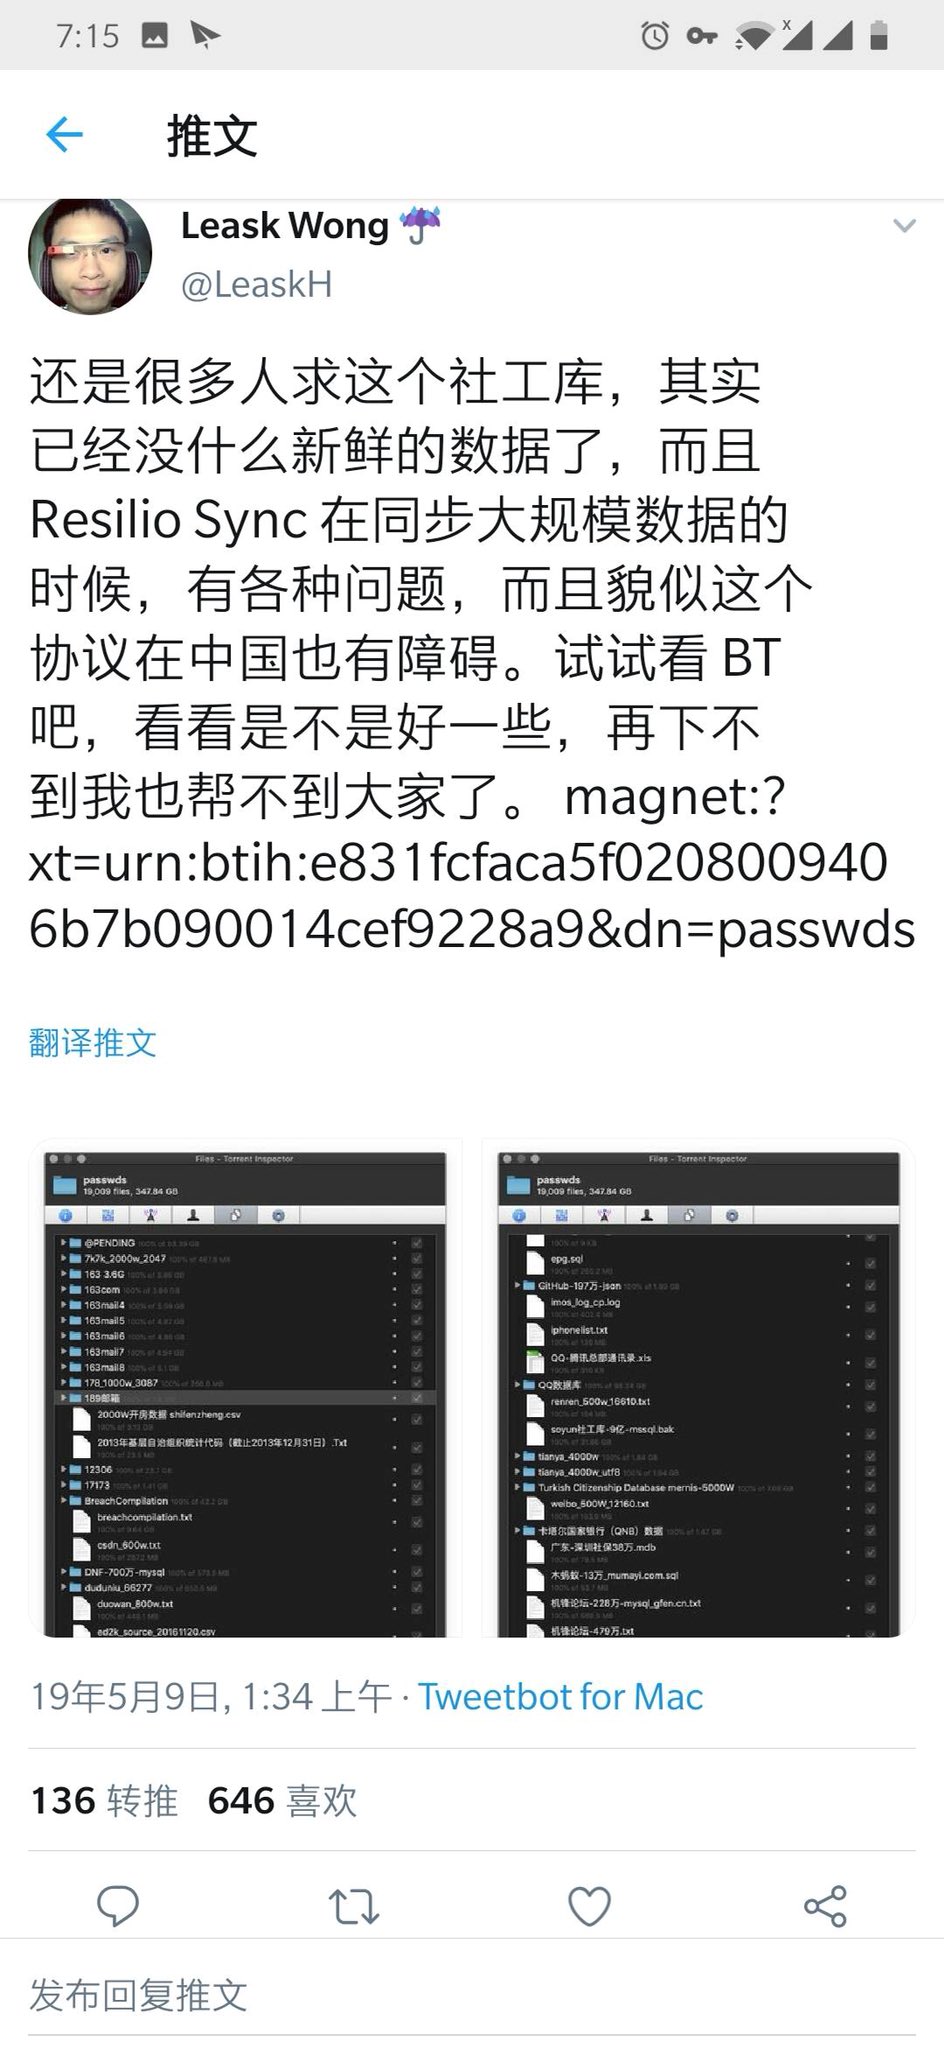 7:15
推文
Leask Wong
@LeaskH
还是很多人求这个社工库，其实
已经没什么新鲜的数据了，而且
Resilio Sync 在同步大规模数据的
时候，有各种问题，而且貌似这个
协议在中国也有障碍。试试看 BT
吧，看看是不是好一些，再下不
到我也帮不到大家了。 magnet:?
xt=urn:btih:e831fcfaca5f020800940
6b7b090014cef9228a9&dn=passwds
翻译推文
Files - Torrent Inspector
passwds
19,009 files, 347.84 GB
@PENDING
7k7k_2000w_2047
163 3.6G
163com
163mail4
163mail5
163mail6
163mail7
163mail8
178_1000w_3087
189邮箱
2000W开房数据 shifenzheng.csv
2013年基层自治组织统计代码（截止2013年12月31日）.Txt
12306
17173
BreachCompilation
breachcompilation.txt
csdn_600w.txt
DNF-700万-mysql
duduniu_66277
duowan_800w.txt
ed2k_source_20161120.csv
Files - Torrent Inspector
passwds
19,009 files, 347.84 GB
epg.sql
GitHub-197万-json
imos_log_cp.log
iphonelist.txt
QQ-腾讯总部通讯录.xls
QQ数据库
renren_500w_16610.txt
soyun社工库-9亿-mssql.bak
tianya_4000w
tianya_4000w_utf8
Turkish Citizenship Database mernis-5000W
weibo_500W_12160.txt
卡塔尔国家银行（QNB）数据
广东-深圳社保38万.mdb
木蚂蚁-13万_mumayi.com.sql
机锋论坛-228万-mysql_gfen.cn.txt
机锋论坛-479万.txt
19年5月9日, 1:34 上午 · Tweetbot for Mac
136 转推 646 喜欢
发布回复推文